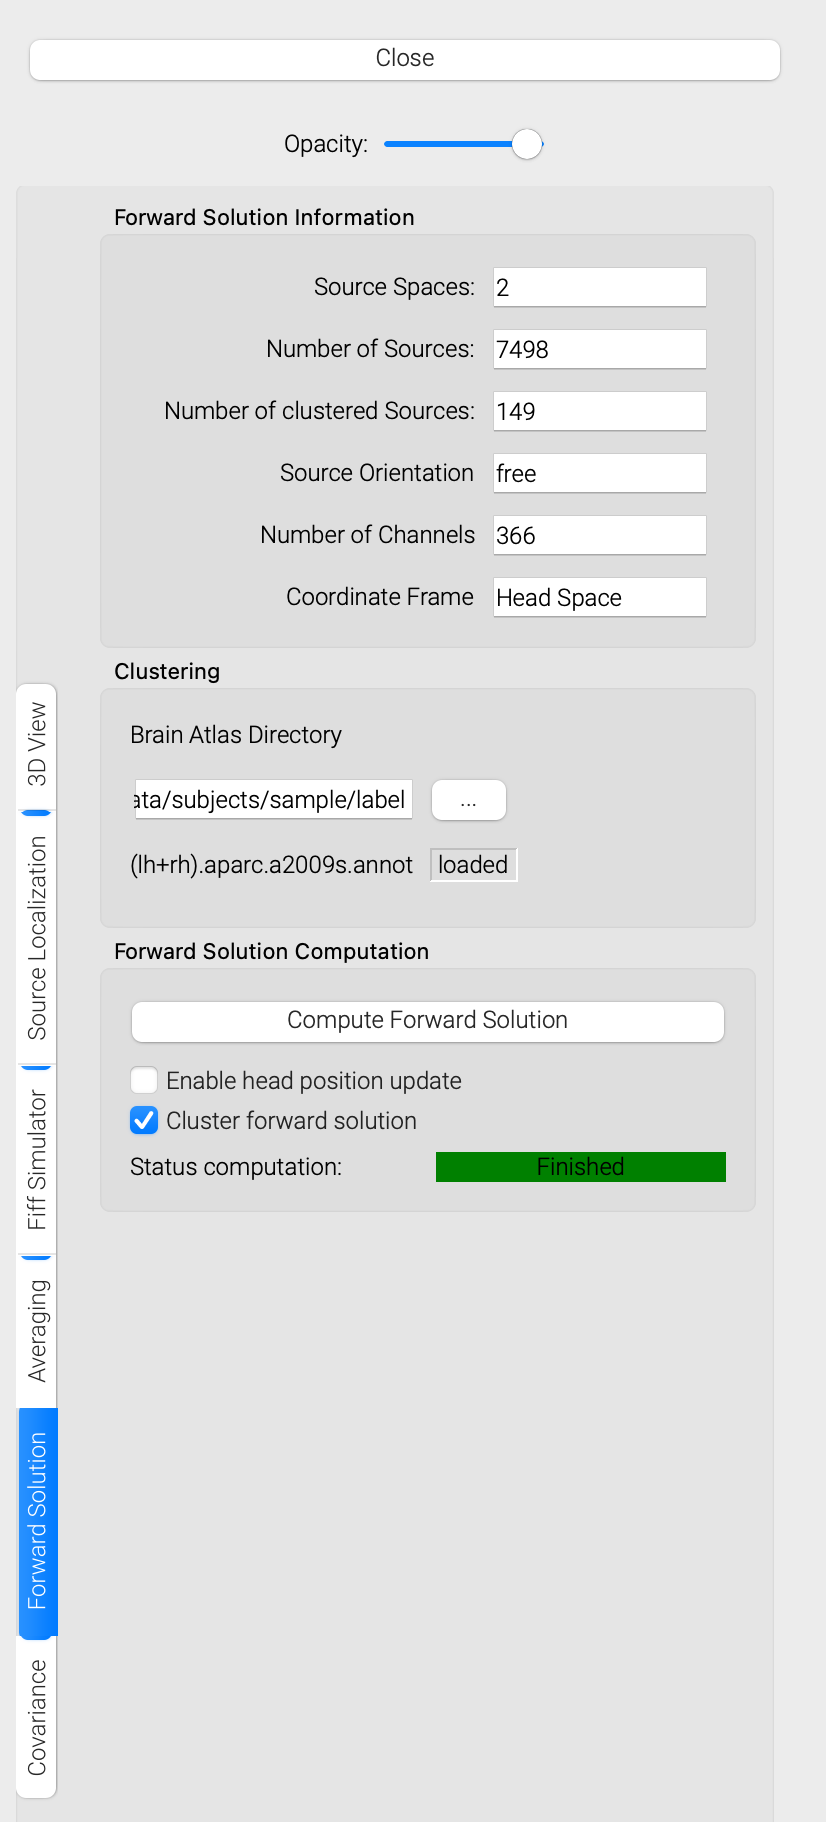 Close
Opacity:
Forward Solution Information
Source Spaces: 2
Number of Sources: 7498
Number of clustered Sources: 149
Source Orientation free
Number of Channels 366
Coordinate Frame Head Space
Clustering
Brain Atlas Directory
ata/subjects/sample/label ...
(lh+rh).aparc.a2009s.annot loaded
Forward Solution Computation
Compute Forward Solution
Enable head position update
Cluster forward solution
Status computation: Finished
3D View
Source Localization
Fiff Simulator
Averaging
Forward Solution
Covariance